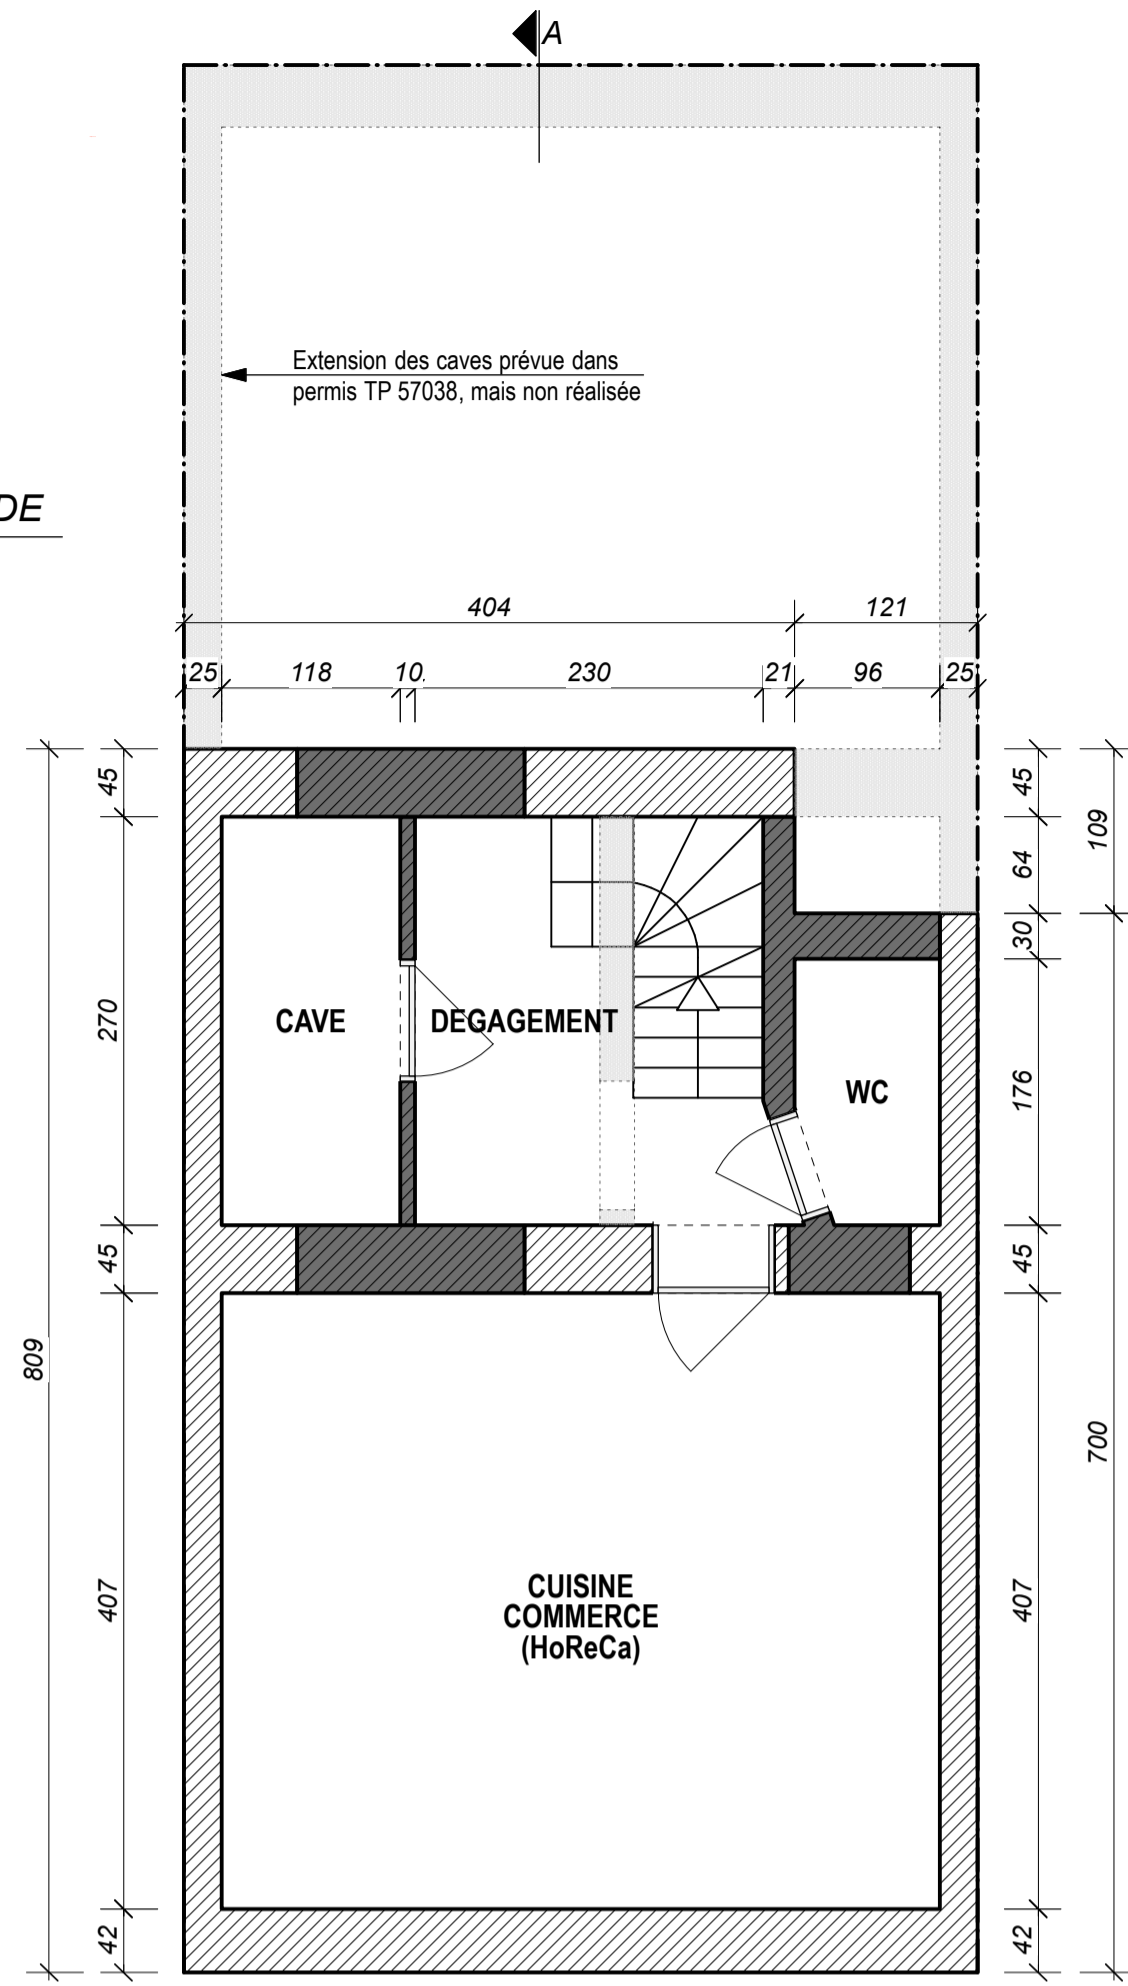 A
Extension des caves prévue dans
permis TP 57038, mais non réalisée
DE
404 121
25 118 10 230 21 96 25
45
270
45
809
407
42
45
64
30
176
45
407
42
109
700
CAVE
DEGAGEMENT
WC
CUISINE
COMMERCE
(HoReCa)